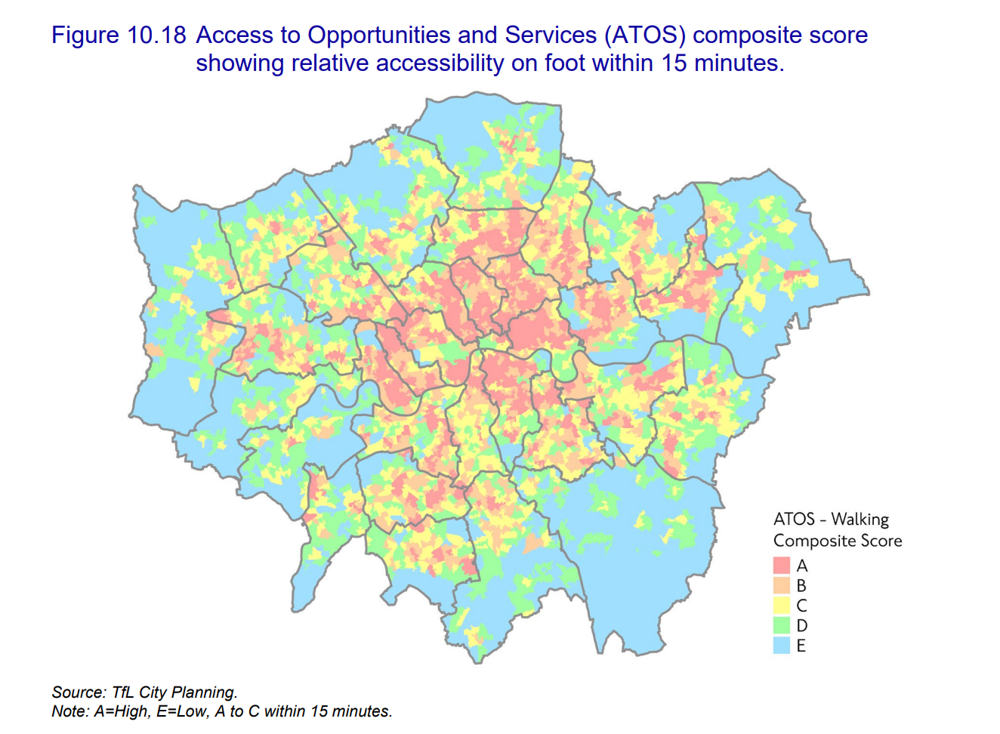 Figure 10.18 Access to Opportunities and Services (ATOS) composite score
showing relative accessibility on foot within 15 minutes.
ATOS - Walking
Composite Score
A
B
C
D
E
Source: TfL City Planning.
Note: A=High, E=Low, A to C within 15 minutes.